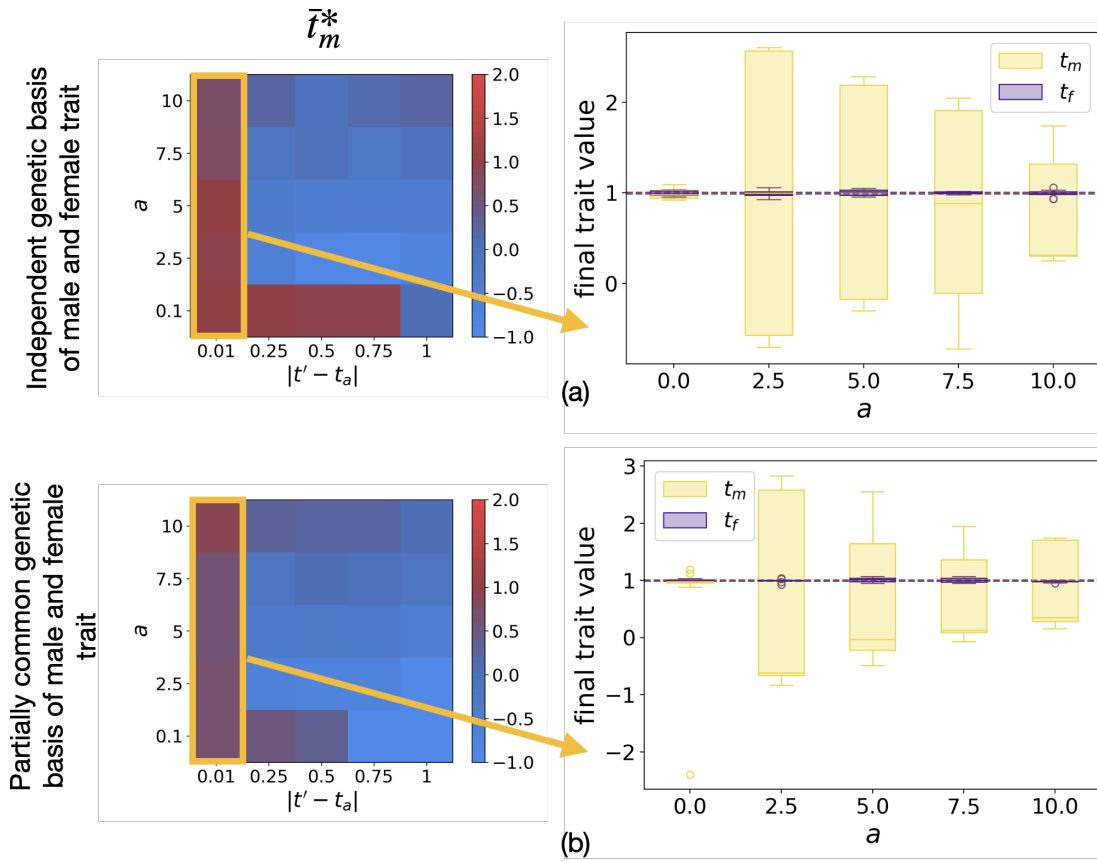 t̄*ₘ
Independent genetic basis
of male and female trait
a
10
7.5
5
2.5
0.1
0.01 0.25 0.5 0.75 1
|t′ − tₐ|
2.0
1.5
1.0
0.5
0.0
−0.5
−1.0
(a)
final trait value
2
1
0
tₘ
t_f
0.0 2.5 5.0 7.5 10.0
a
Partially common genetic
basis of male and female
trait
a
10
7.5
5
2.5
0.1
0.01 0.25 0.5 0.75 1
|t′ − tₐ|
2.0
1.5
1.0
0.5
0.0
−0.5
−1.0
(b)
final trait value
3
2
1
0
−1
−2
tₘ
t_f
0.0 2.5 5.0 7.5 10.0
a